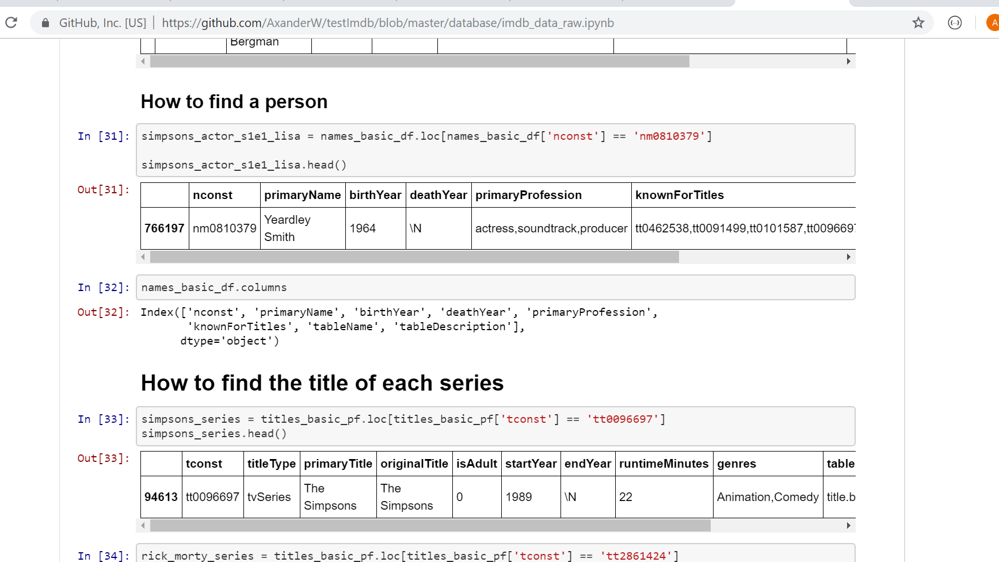 GitHub, Inc. [US] | https://github.com/AxanderW/testImdb/blob/master/database/imdb_data_raw.ipynb
A
Bergman
How to find a person
In [31]: simpsons_actor_s1e1_lisa = names_basic_df.loc[names_basic_df['nconst'] == 'nm0810379']
simpsons_actor_s1e1_lisa.head()
Out[31]:
nconst primaryName birthYear deathYear primaryProfession knownForTitles
766197 nm0810379 Yeardley Smith 1964 \N actress,soundtrack,producer tt0462538,tt0091499,tt0101587,tt0096697
In [32]: names_basic_df.columns
Out[32]: Index(['nconst', 'primaryName', 'birthYear', 'deathYear', 'primaryProfession',
'knownForTitles', 'tableName', 'tableDescription'],
dtype='object')
How to find the title of each series
In [33]: simpsons_series = titles_basic_pf.loc[titles_basic_pf['tconst'] == 'tt0096697']
simpsons_series.head()
Out[33]:
tconst titleType primaryTitle originalTitle isAdult startYear endYear runtimeMinutes genres table
94613 tt0096697 tvSeries The Simpsons The Simpsons 0 1989 \N 22 Animation,Comedy title.b
In [34]: rick_morty_series = titles_basic_pf.loc[titles_basic_pf['tconst'] == 'tt2861424']